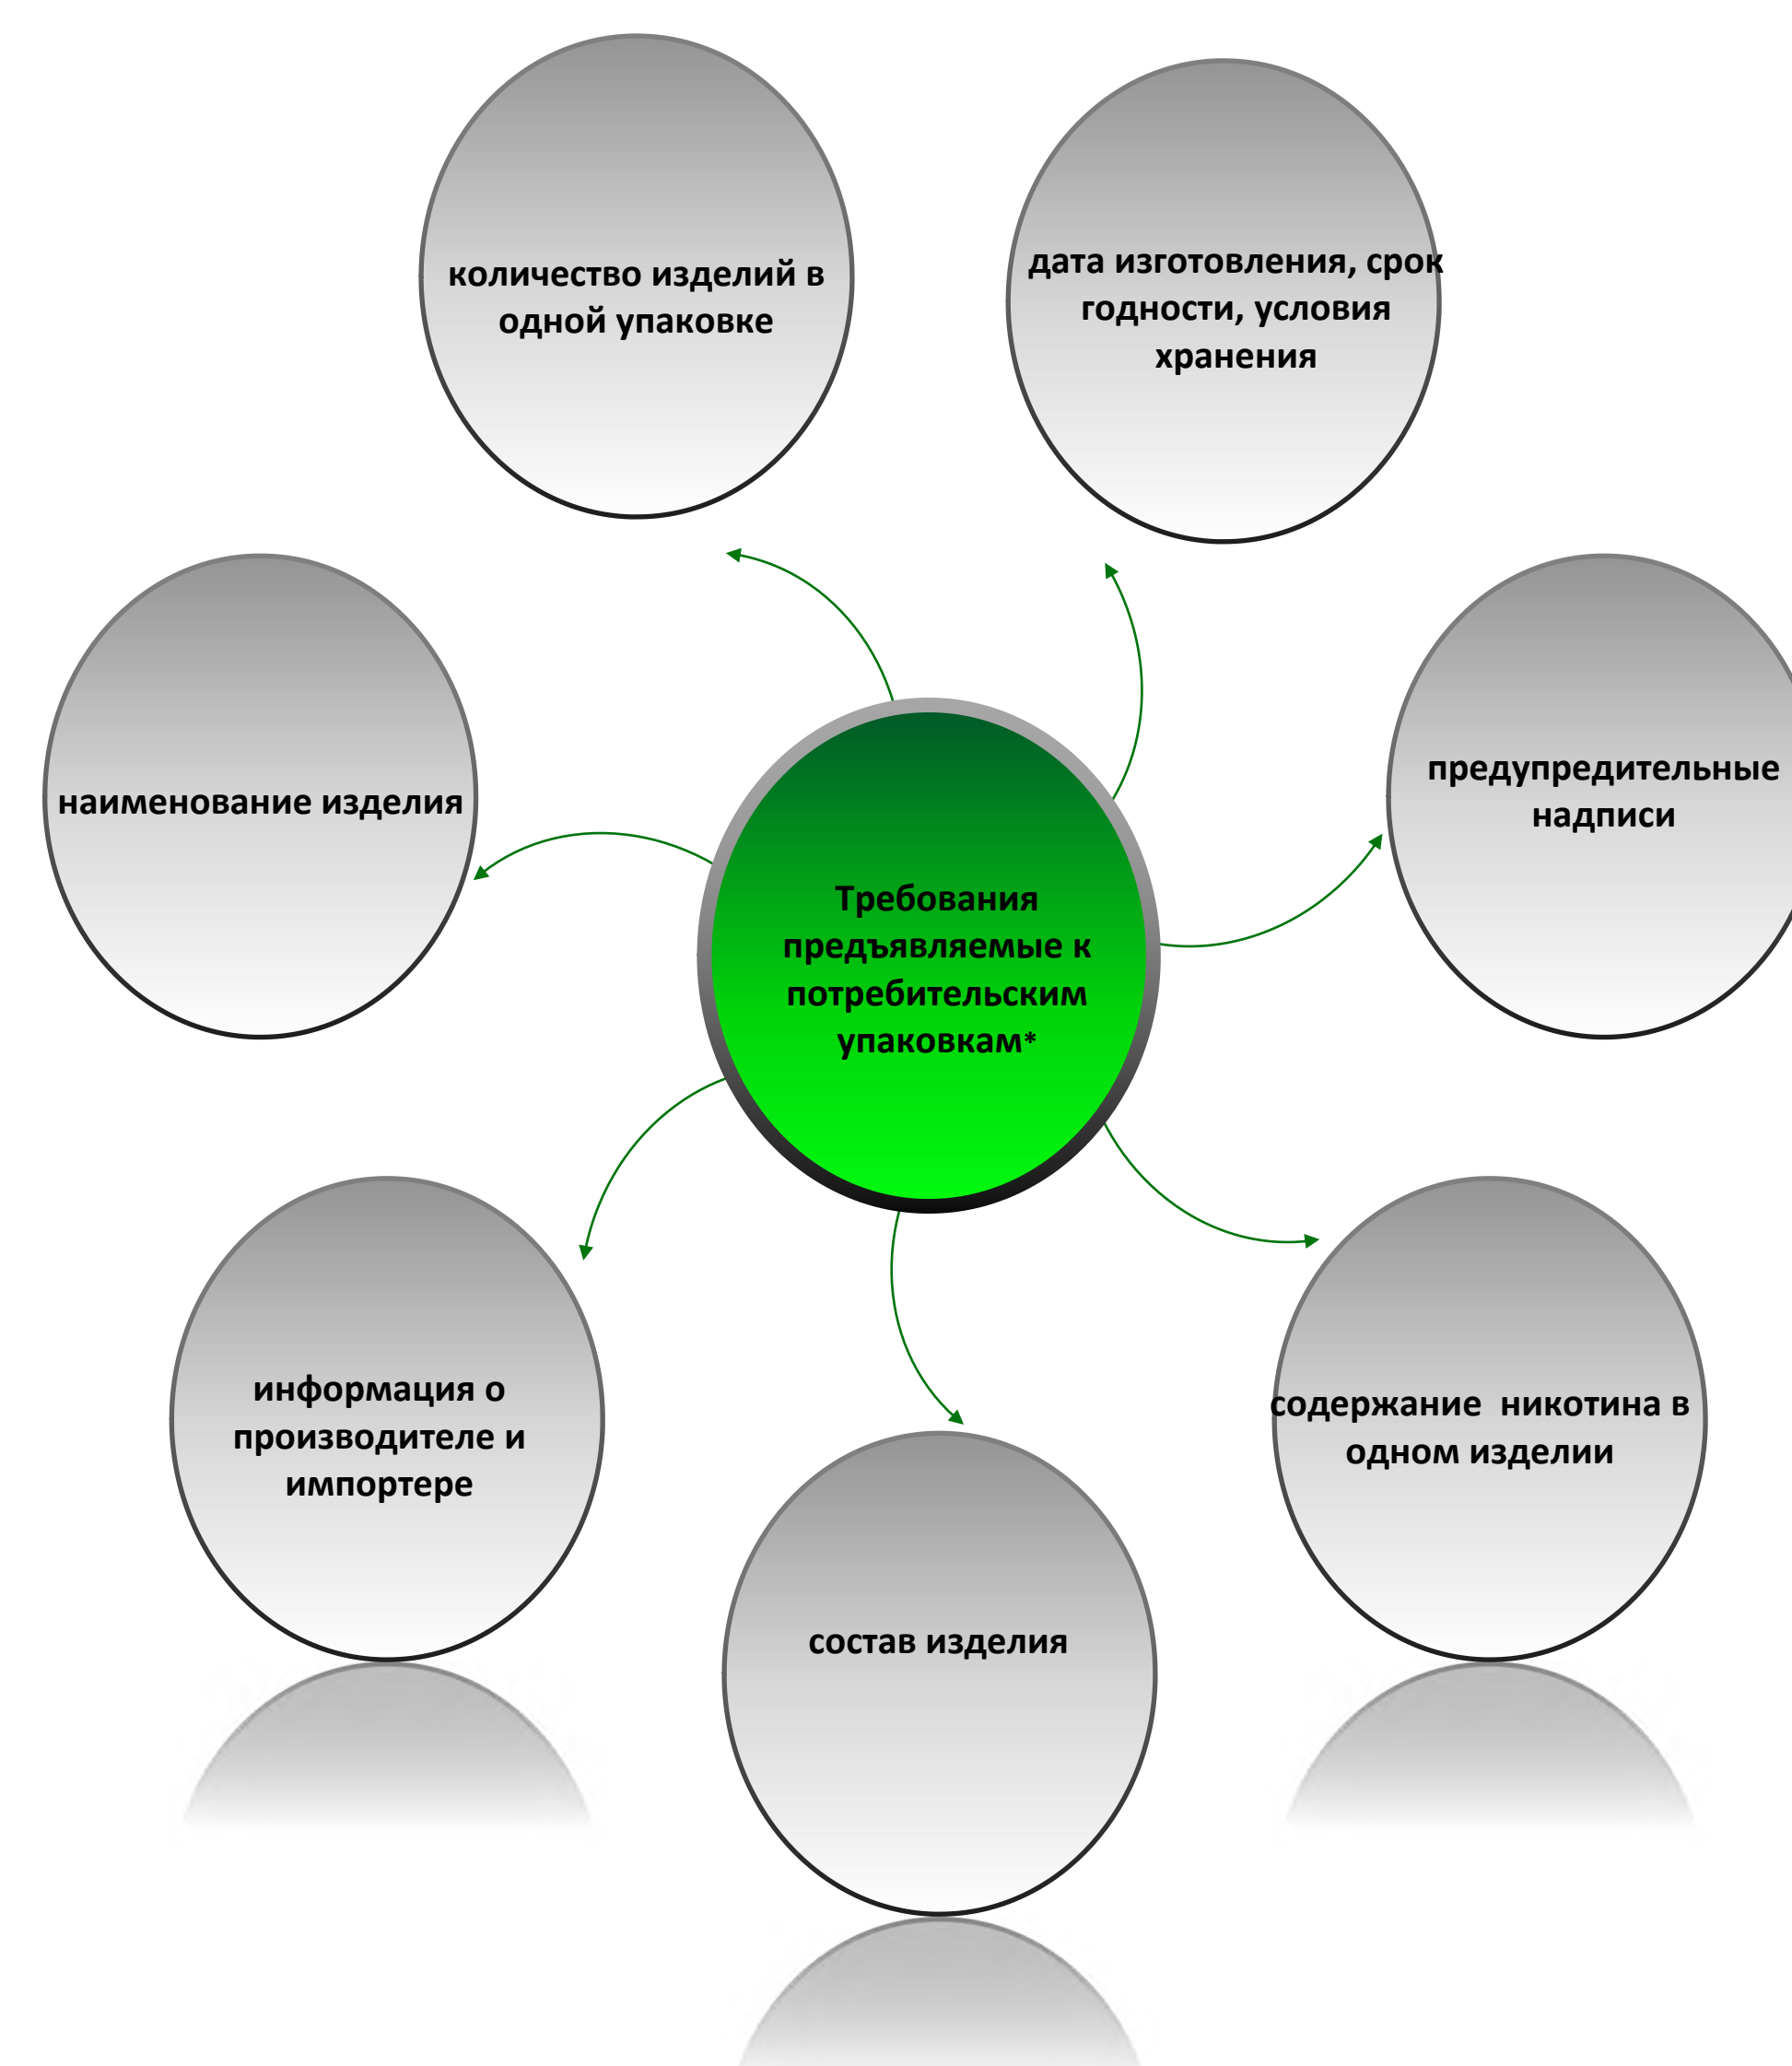 количество изделий в
одной упаковке
дата изготовления, срок
годности, условия
хранения
наименование изделия
предупредительные
надписи
Требования
предъявляемые к
потребительским
упаковкам*
информация о
производителе и
импортере
содержание никотина в
одном изделии
состав изделия